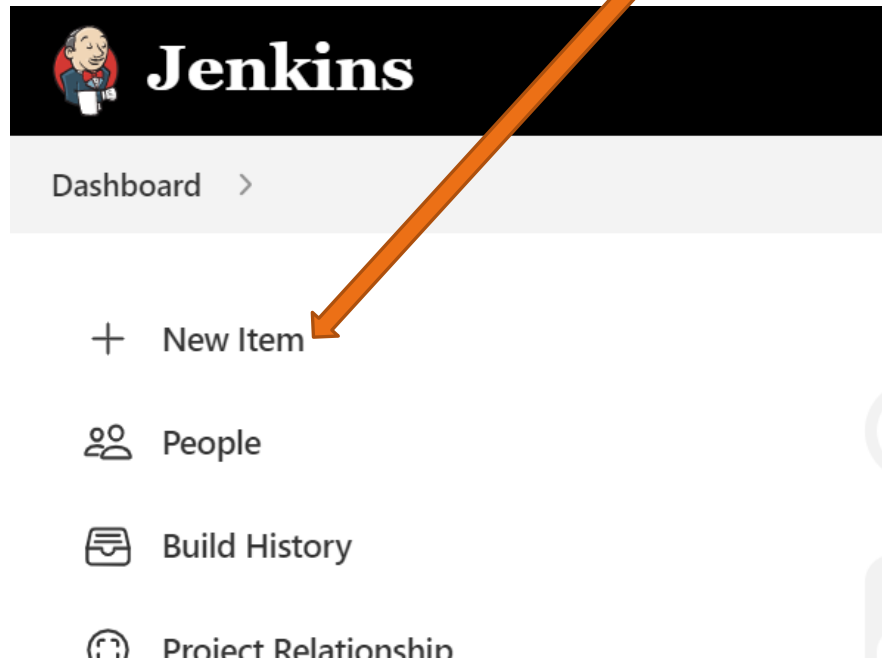 Jenkins
Dashboard >
New Item
People
Build History
Project Relationship